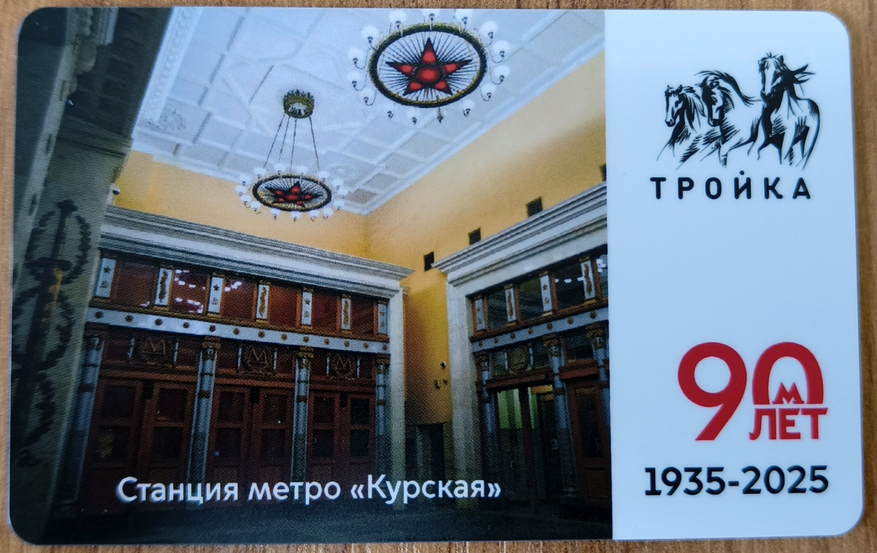 ТРОЙКА
90
М
ЛЕТ
1935-2025
Станция метро «Курская»